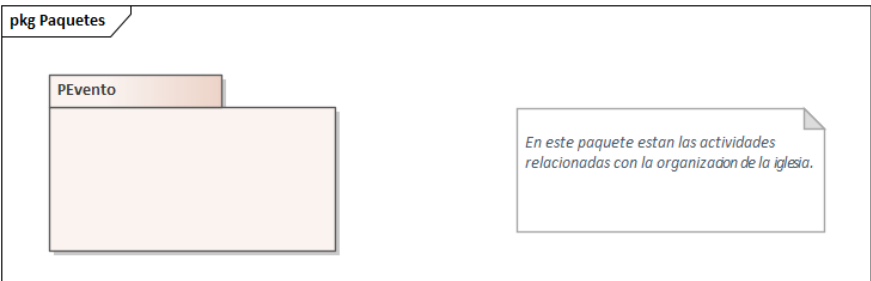 pkg Paquetes
PEvento
En este paquete estan las actividades
relacionadas con la organizacion de la iglesia.